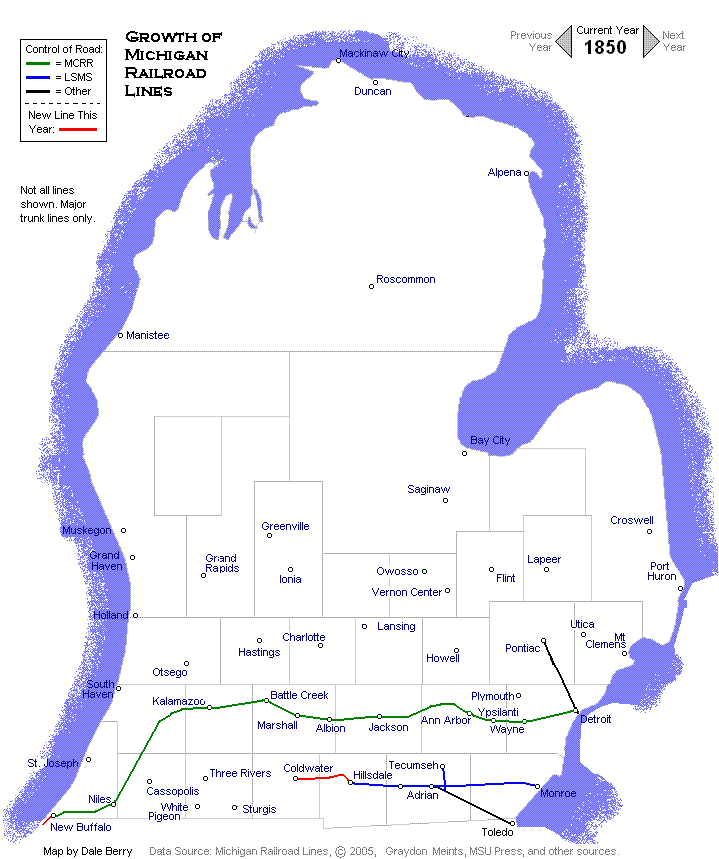 Growth of
Michigan
Railroad
Lines
Previous
Year
Current Year
1850
Next
Year
Control of Road:
= MCRR
= LSMS
= Other
New Line This
Year:
Not all lines
shown. Major
trunk lines only.
Mackinaw City
Duncan
Alpena
Roscommon
Manistee
Bay City
Saginaw
Muskegon
Greenville
Croswell
Grand
Haven
Grand
Rapids
Ionia
Owosso
Vernon Center
Flint
Lapeer
Port
Huron
Holland
Lansing
Charlotte
Hastings
Howell
Pontiac
Utica
Mt
Clemens
Otsego
South
Haven
Kalamazoo
Battle Creek
Marshall
Albion
Jackson
Ann Arbor
Plymouth
Ypsilanti
Wayne
Detroit
St. Joseph
Cassopolis
Three Rivers
Coldwater
Hillsdale
Tecumseh
Adrian
Monroe
Niles
White
Pigeon
Sturgis
New Buffalo
Toledo
Map by Dale Berry Data Source: Michigan Railroad Lines, © 2005, Graydon Meints, MSU Press, and other sources.